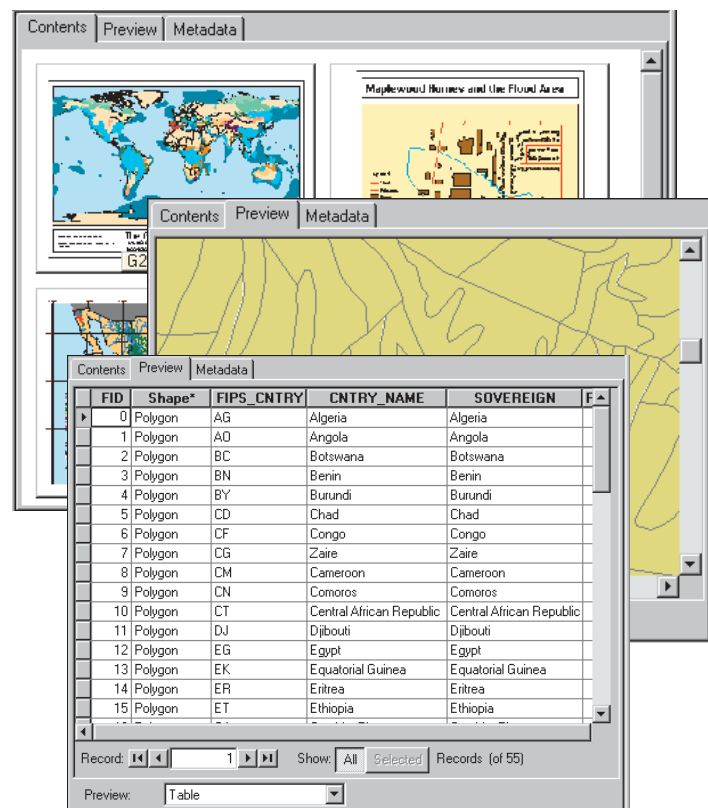 Contents Preview Metadata
Maplewood Homes and the Flood Area
G2
Contents Preview Metadata
Contents Preview Metadata
FID Shape* FIPS_CNTRY CNTRY_NAME SOVEREIGN
0 Polygon AG Algeria Algeria
1 Polygon AO Angola Angola
2 Polygon BC Botswana Botswana
3 Polygon BN Benin Benin
4 Polygon BY Burundi Burundi
5 Polygon CD Chad Chad
6 Polygon CF Congo Congo
7 Polygon CG Zaire Zaire
8 Polygon CM Cameroon Cameroon
9 Polygon CN Comoros Comoros
10 Polygon CT Central African Republic Central African Republic
11 Polygon DJ Djibouti Djibouti
12 Polygon EG Egypt Egypt
13 Polygon EK Equatorial Guinea Equatorial Guinea
14 Polygon ER Eritrea Eritrea
15 Polygon ET Ethiopia Ethiopia
Record: 1 Show: All Selected Records (of 55)
Preview: Table